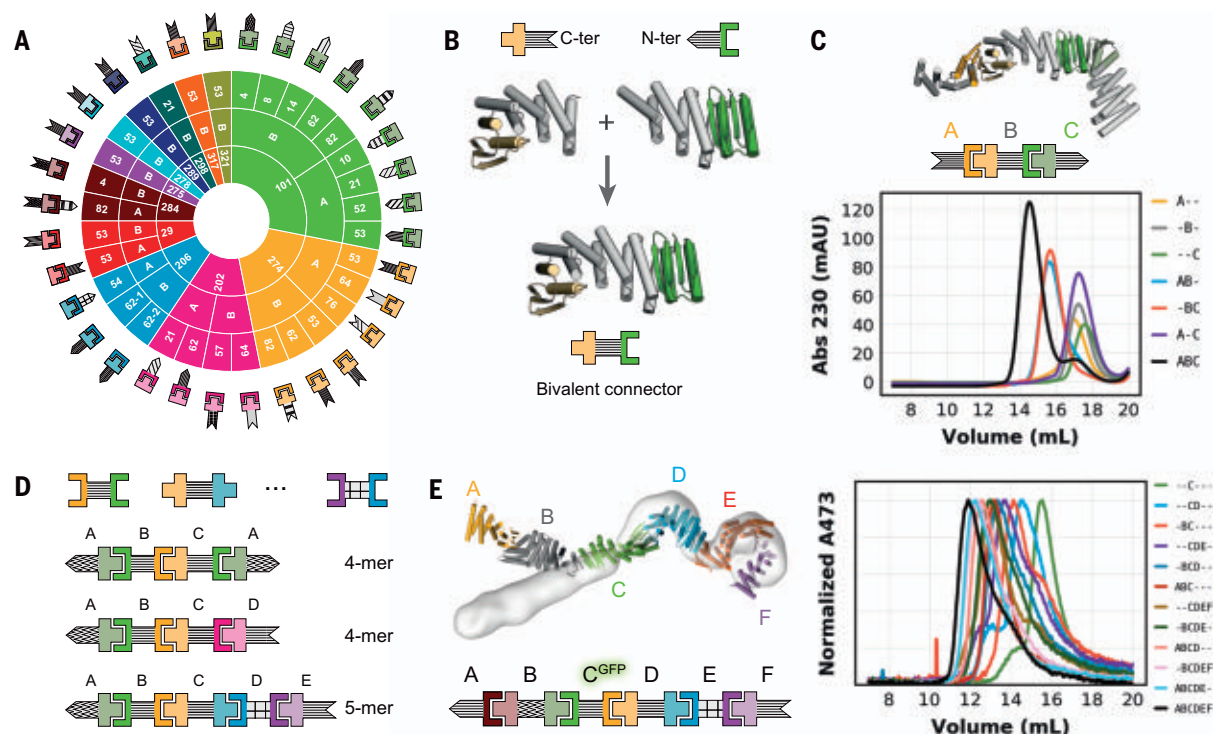 A
53
53
4
8
14
62
82
10
21
52
53
B
A
101
21
B
53
B
53
B
53
B
53
B
4
B
82
A
53
B
53
A
54
A
62-1
62-2
B
321
317
298
289
278
275
284
29
206
202
274
A
B
A
B
53
64
76
53
62
82
21
62
57
64
B
C-ter
N-ter
+
Bivalent connector
C
A B C
Abs 230 (mAU)
120
100
80
60
40
20
0
8 10 12 14 16 18 20
Volume (mL)
A--
-B-
--C
AB-
-BC
A-C
ABC
D
...
A B C A
4-mer
A B C D
4-mer
A B C D E
5-mer
E
A
B
C
D
E
F
A B C^GFP D E F
Normalized A473
8 10 12 14 16 18 20
Volume (mL)
--C---
--CD--
-BC---
--CDE-
-BCD--
ABC---
--CDEF
-BCDE-
ABCD--
-BCDEF
ABCDE-
ABCDEF